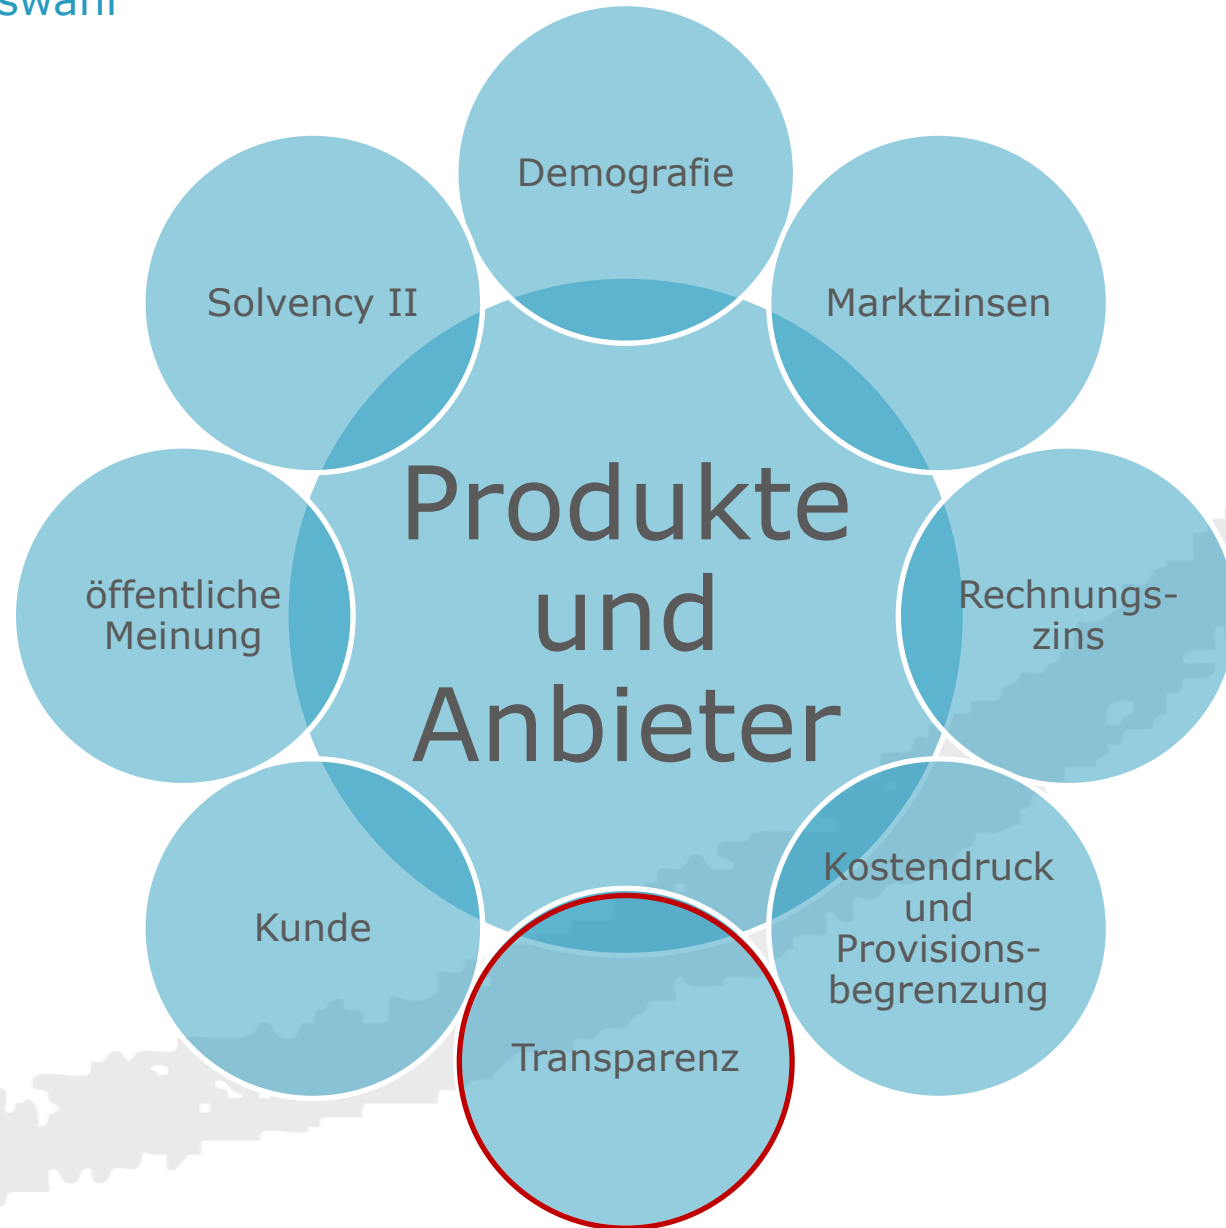 Demografie
Solvency II
Marktzinsen
Produkte
und
Anbieter
öffentliche
Meinung
Rechnungs-
zins
Kostendruck
und
Provisions-
begrenzung
Kunde
Transparenz